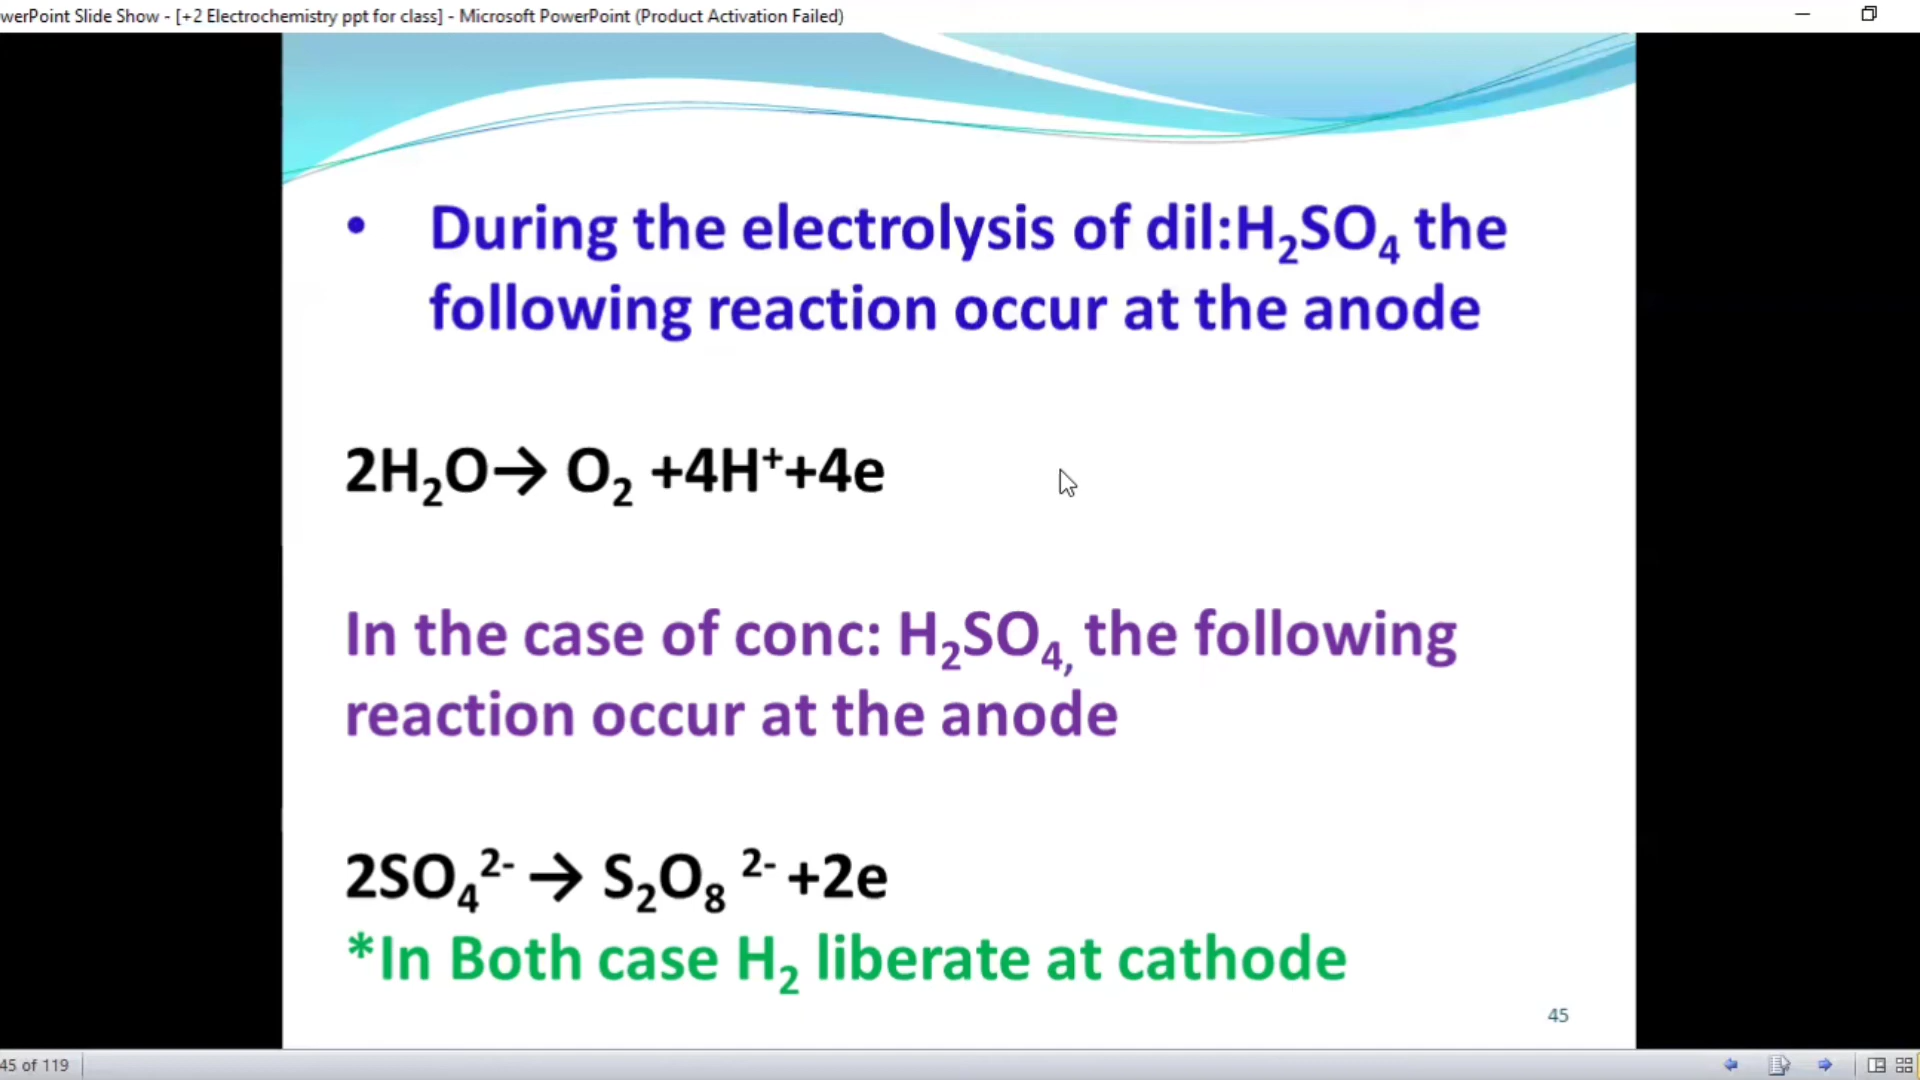 werPoint Slide Show - [+2 Electrochemistry ppt for class] - Microsoft PowerPoint (Product Activation Failed)
• During the electrolysis of dil:H₂SO₄ the
following reaction occur at the anode
2H₂O→ O₂ +4H⁺+4e
In the case of conc: H₂SO₄, the following
reaction occur at the anode
2SO₄²⁻ → S₂O₈ ²⁻ +2e
*In Both case H₂ liberate at cathode
45
45 of 119